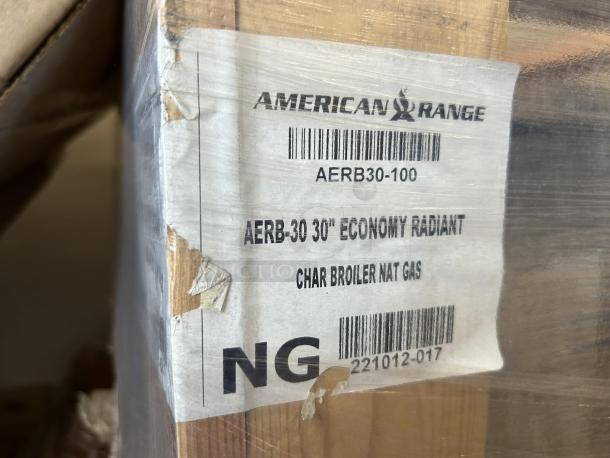 AMERICAN RANGE
AERB30-100
AERB-30 30" ECONOMY RADIANT
CHAR BROILER NAT GAS
NG
221012-017